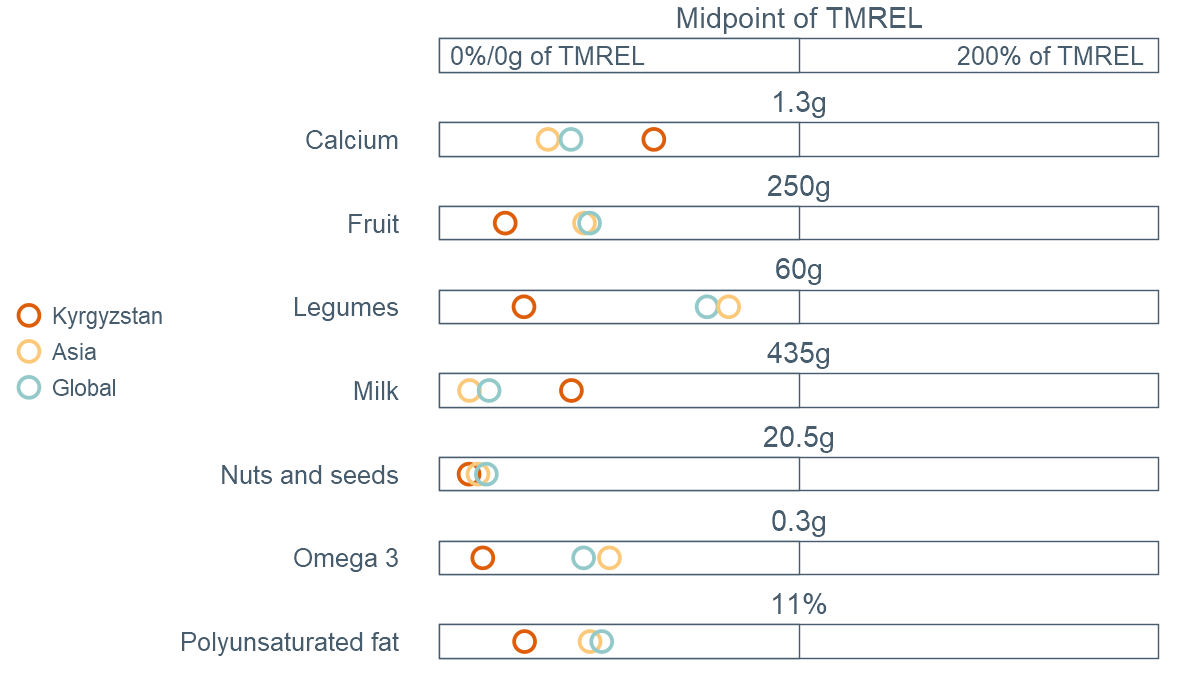 Midpoint of TMREL
0%/0g of TMREL
200% of TMREL
1.3g
Calcium
250g
Fruit
60g
Legumes
435g
Milk
20.5g
Nuts and seeds
0.3g
Omega 3
11%
Polyunsaturated fat
Kyrgyzstan
Asia
Global